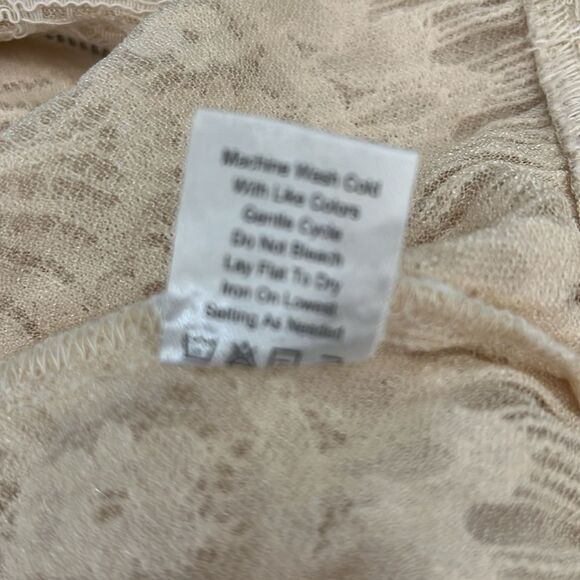 Machine Wash Cold
With Like Colors
Gentle Cycle
Do Not Bleach
Lay Flat To Dry
Iron On Lowest
Setting As Needed